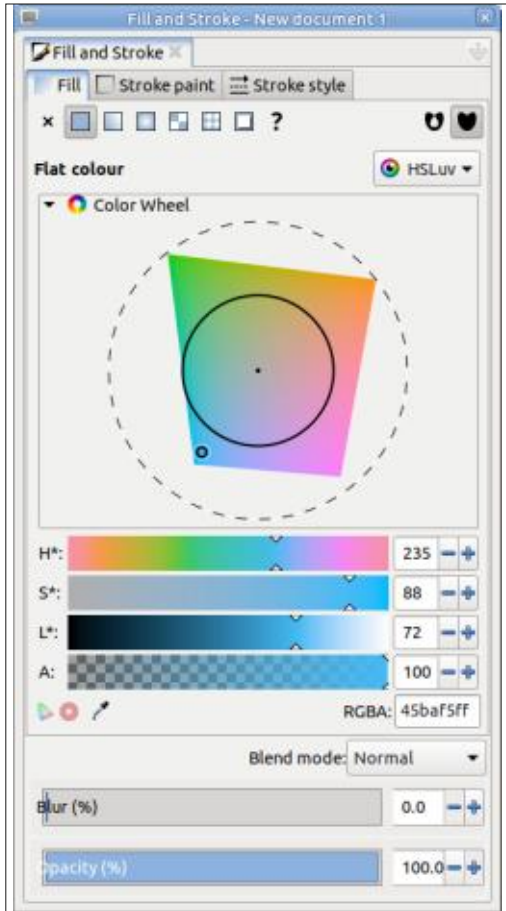 Fill and Stroke - New document 1
Fill and Stroke
Fill Stroke paint Stroke style
?
Flat colour HSLuv
Color Wheel
H*: 235
S*: 88
L*: 72
A: 100
RGBA: 45baf5ff
Blend mode: Normal
Blur (%) 0.0
Opacity (%) 100.0